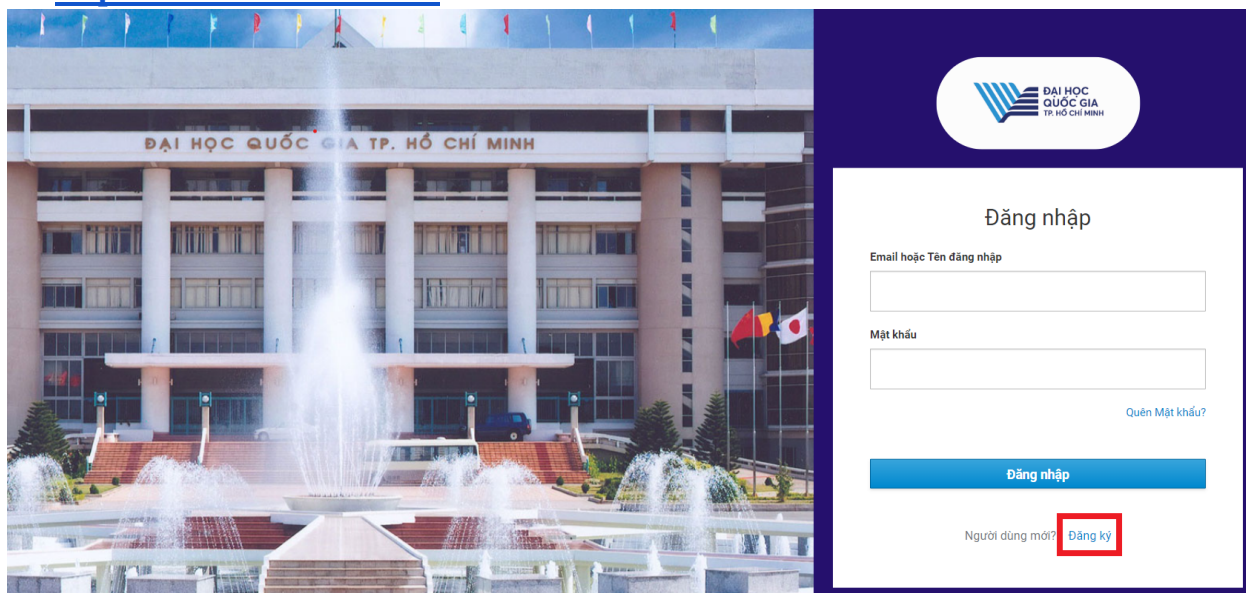 ĐẠI HỌC QUỐC GIA TP. HỒ CHÍ MINH
ĐẠI HỌC
QUỐC GIA
TP. HỒ CHÍ MINH
Đăng nhập
Email hoặc Tên đăng nhập
Mật khẩu
Quên Mật khẩu?
Đăng nhập
Người dùng mới? Đăng ký